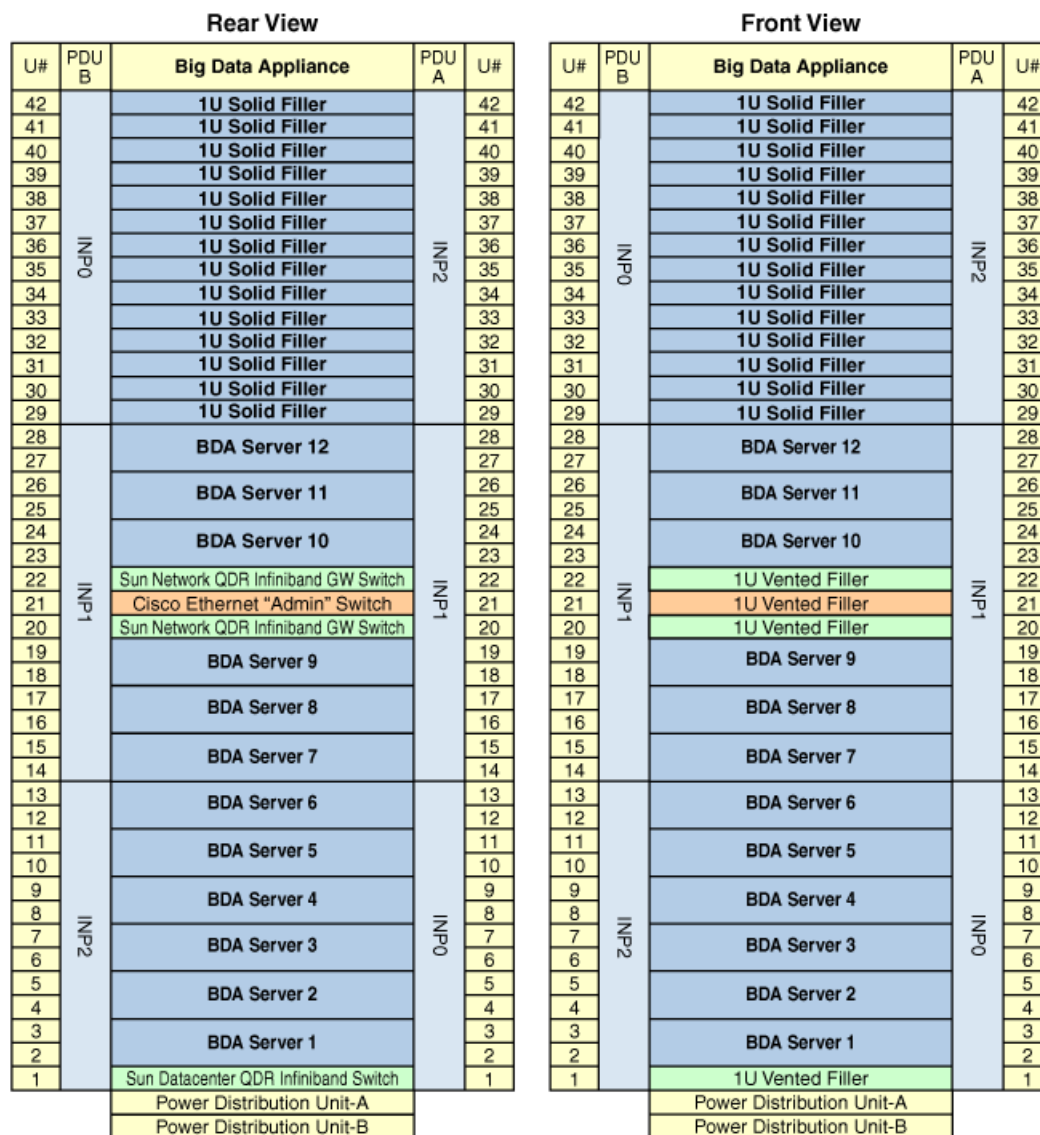 Rear View
U# PDU B Big Data Appliance PDU A U#
42 1U Solid Filler 42
41 1U Solid Filler 41
40 1U Solid Filler 40
39 1U Solid Filler 39
38 1U Solid Filler 38
37 1U Solid Filler 37
36 1U Solid Filler 36
INP0 INP2
35 1U Solid Filler 35
34 1U Solid Filler 34
33 1U Solid Filler 33
32 1U Solid Filler 32
31 1U Solid Filler 31
30 1U Solid Filler 30
29 1U Solid Filler 29
28 BDA Server 12 28
27 27
26 BDA Server 11 26
25 25
24 BDA Server 10 24
23 23
22 Sun Network QDR Infiniband GW Switch 22
INP1 INP1
21 Cisco Ethernet "Admin" Switch 21
20 Sun Network QDR Infiniband GW Switch 20
19 BDA Server 9 19
18 18
17 BDA Server 8 17
16 16
15 BDA Server 7 15
14 14
13 BDA Server 6 13
12 12
11 BDA Server 5 11
10 10
9 BDA Server 4 9
8 8
INP2 INP0
7 BDA Server 3 7
6 6
5 BDA Server 2 5
4 4
3 BDA Server 1 3
2 2
1 Sun Datacenter QDR Infiniband Switch 1
Power Distribution Unit-A
Power Distribution Unit-B
Front View
U# PDU B Big Data Appliance PDU A U#
42 1U Solid Filler 42
41 1U Solid Filler 41
40 1U Solid Filler 40
39 1U Solid Filler 39
38 1U Solid Filler 38
37 1U Solid Filler 37
36 1U Solid Filler 36
INP0 INP2
35 1U Solid Filler 35
34 1U Solid Filler 34
33 1U Solid Filler 33
32 1U Solid Filler 32
31 1U Solid Filler 31
30 1U Solid Filler 30
29 1U Solid Filler 29
28 BDA Server 12 28
27 27
26 BDA Server 11 26
25 25
24 BDA Server 10 24
23 23
22 1U Vented Filler 22
INP1 INP1
21 1U Vented Filler 21
20 1U Vented Filler 20
19 BDA Server 9 19
18 18
17 BDA Server 8 17
16 16
15 BDA Server 7 15
14 14
13 BDA Server 6 13
12 12
11 BDA Server 5 11
10 10
9 BDA Server 4 9
8 8
INP2 INP0
7 BDA Server 3 7
6 6
5 BDA Server 2 5
4 4
3 BDA Server 1 3
2 2
1 1U Vented Filler 1
Power Distribution Unit-A
Power Distribution Unit-B